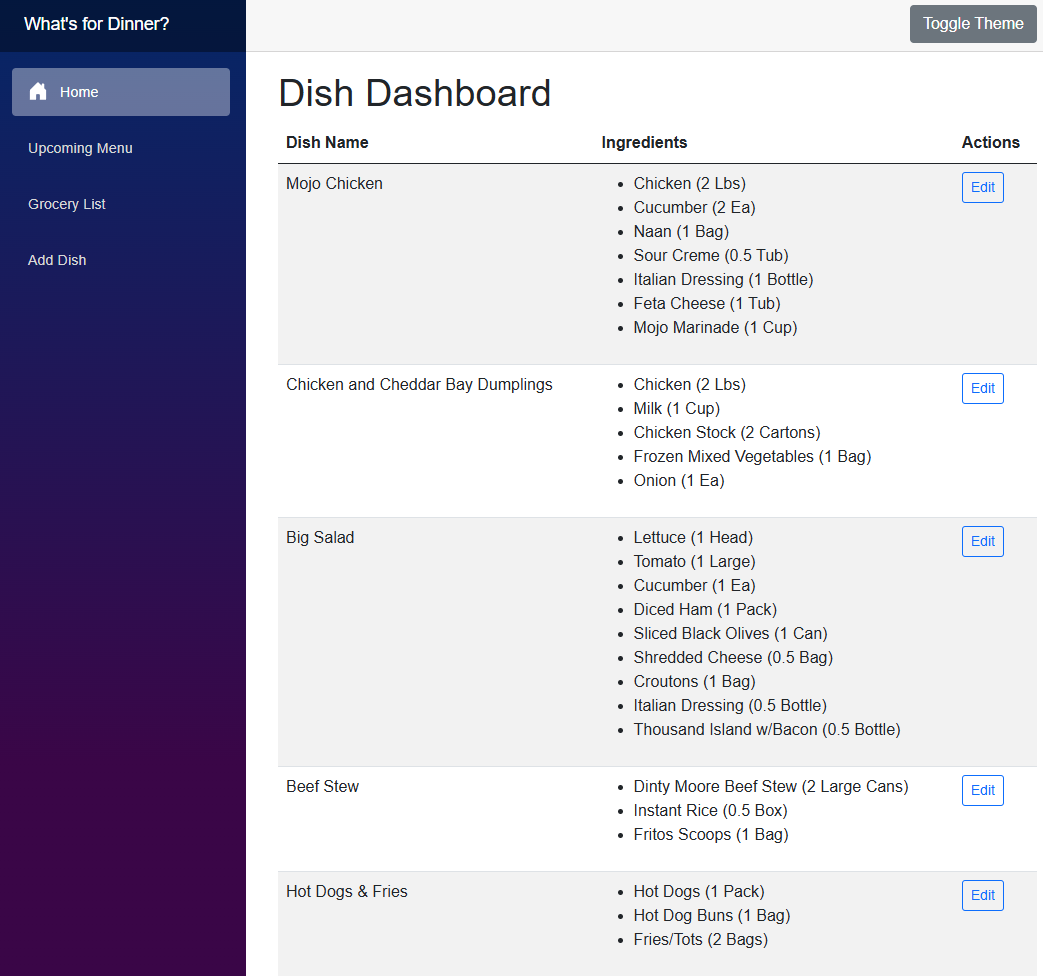 What's for Dinner?
Toggle Theme
Home
Upcoming Menu
Grocery List
Add Dish
Dish Dashboard
Dish Name Ingredients Actions
Mojo Chicken
Chicken (2 Lbs)
Cucumber (2 Ea)
Naan (1 Bag)
Sour Creme (0.5 Tub)
Italian Dressing (1 Bottle)
Feta Cheese (1 Tub)
Mojo Marinade (1 Cup)
Edit
Chicken and Cheddar Bay Dumplings
Chicken (2 Lbs)
Milk (1 Cup)
Chicken Stock (2 Cartons)
Frozen Mixed Vegetables (1 Bag)
Onion (1 Ea)
Edit
Big Salad
Lettuce (1 Head)
Tomato (1 Large)
Cucumber (1 Ea)
Diced Ham (1 Pack)
Sliced Black Olives (1 Can)
Shredded Cheese (0.5 Bag)
Croutons (1 Bag)
Italian Dressing (0.5 Bottle)
Thousand Island w/Bacon (0.5 Bottle)
Edit
Beef Stew
Dinty Moore Beef Stew (2 Large Cans)
Instant Rice (0.5 Box)
Fritos Scoops (1 Bag)
Edit
Hot Dogs & Fries
Hot Dogs (1 Pack)
Hot Dog Buns (1 Bag)
Fries/Tots (2 Bags)
Edit